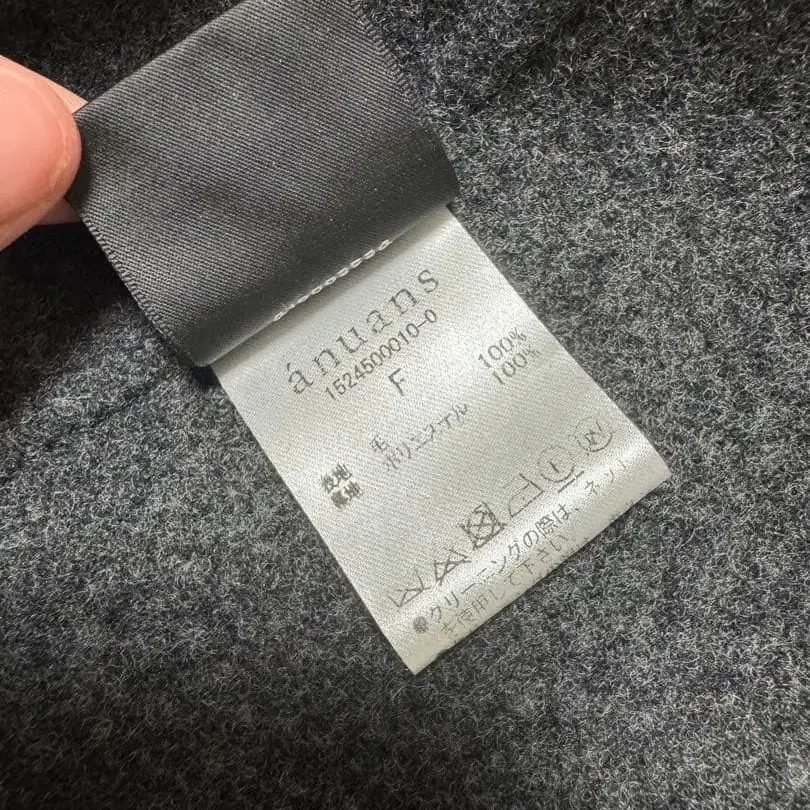 ánuans
1524500010-0
F
表地 毛 100%
裏地 ポリエステル 100%
●クリーニングの際は、ネット
を使用して下さい。